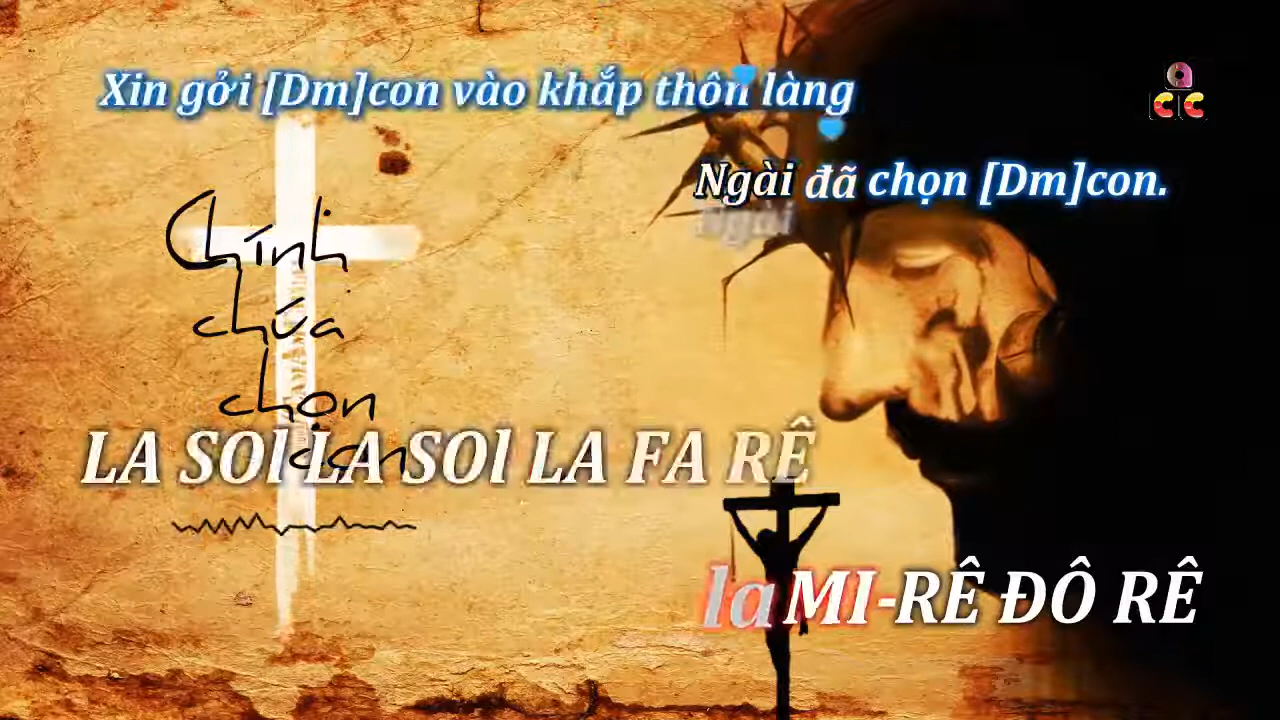 Xin gởi [Dm]con vào khắp thôn làng
Ngài đã chọn [Dm]con.
Ngài
Chính
chúa
chọn
con
LA SOl LA SOl LA FA RÊ
la MI-RÊ ĐÔ RÊ
a
C C